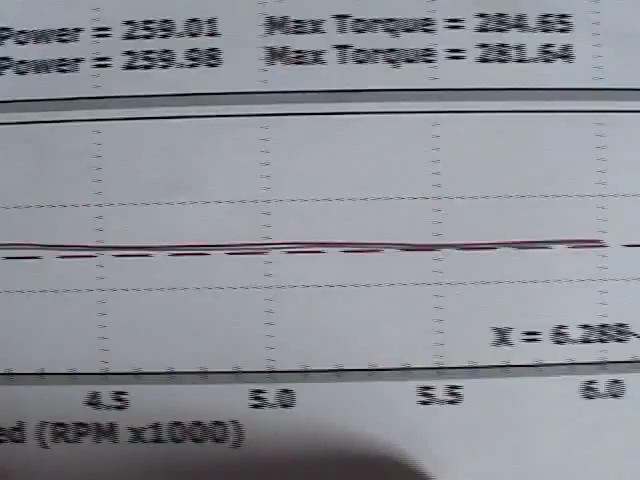 Power = 259.01 Max Torque = 284.65
Power = 259.98 Max Torque = 281.64
X = 6.288-
4.5 5.0 5.5 6.0
ed (RPM x1000)